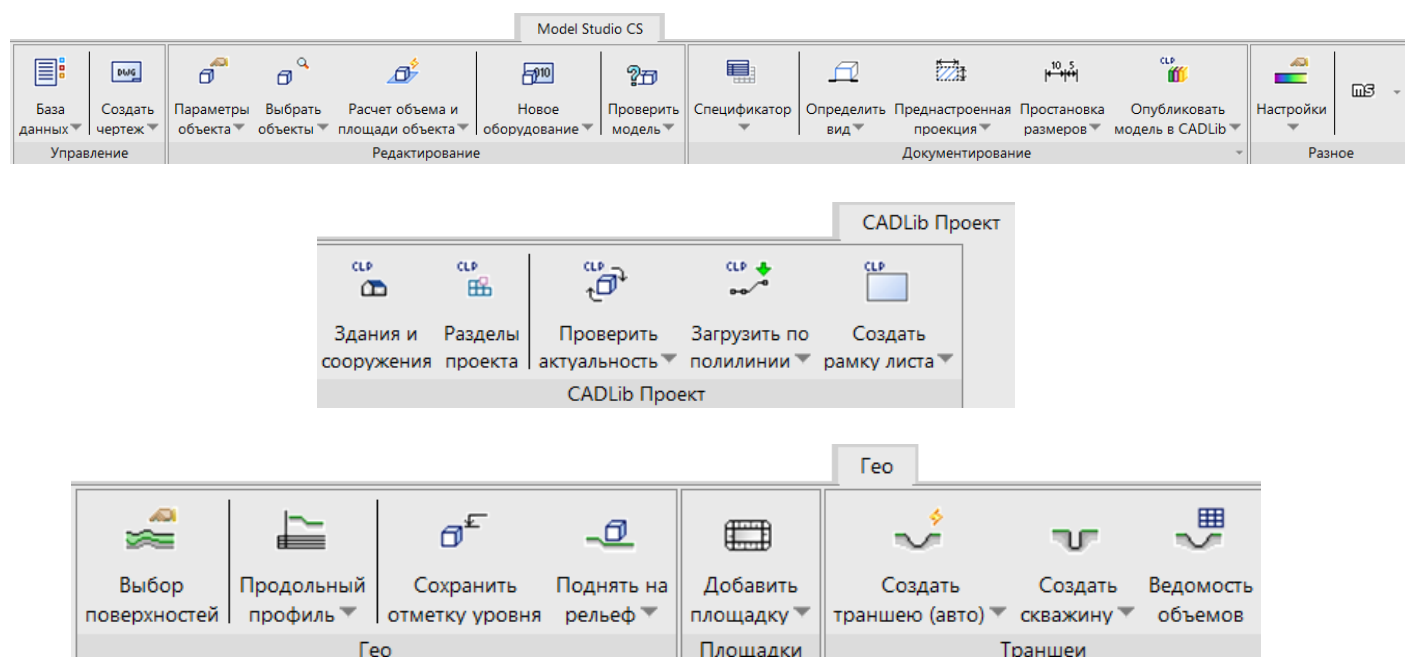 Model Studio CS
DWG
010
10 5
CLP
ms
База Создать Параметры Выбрать Расчет объема и Новое Проверить Спецификатор Определить Преднастроенная Простановка Опубликовать Настройки
данных чертеж объекта объекты площади объекта оборудование модель вид проекция размеров модель в CADLib
Управление Редактирование Документирование Разное
CADLib Проект
CLP CLP CLP CLP CLP
Здания и Разделы Проверить Загрузить по Создать
сооружения проекта актуальность полилинии рамку листа
CADLib Проект
Гео
Выбор Продольный Сохранить Поднять на Добавить Создать Создать Ведомость
поверхностей профиль отметку уровня рельеф площадку траншею (авто) скважину объемов
Гео Площадки Траншеи